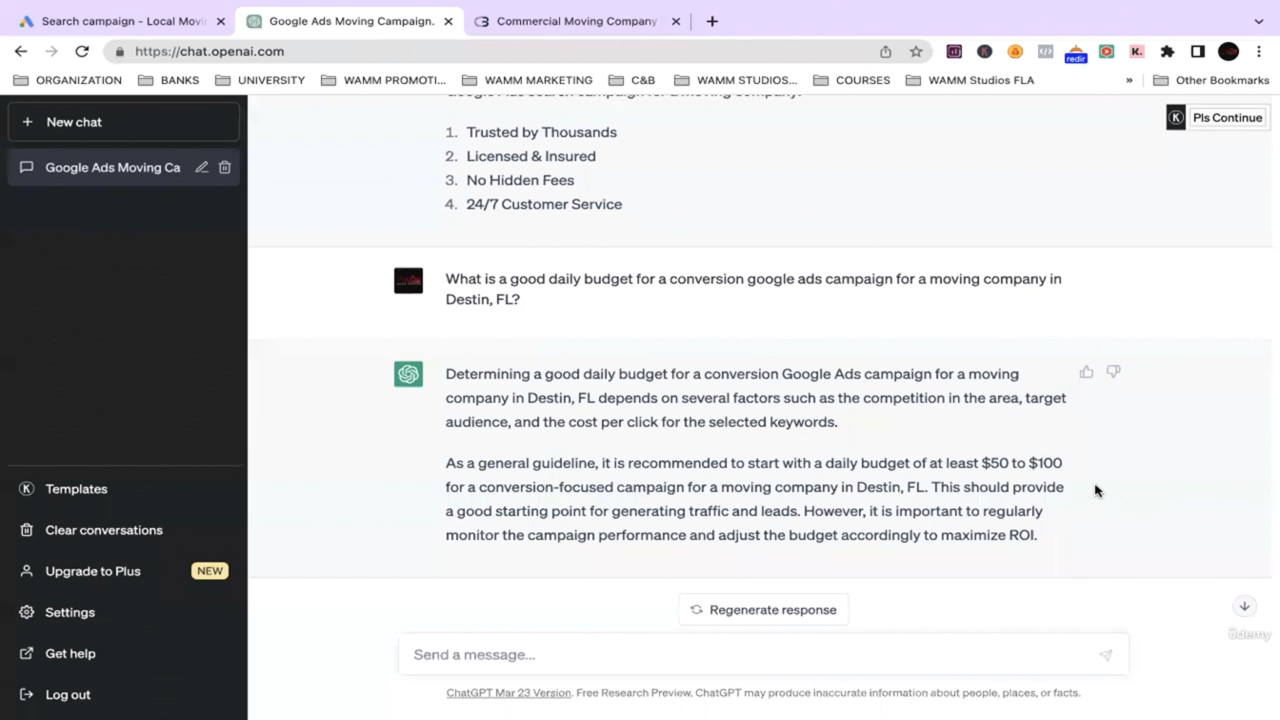 Search campaign - Local Movi
Google Ads Moving Campaign.
Commercial Moving Company
https://chat.openai.com
redir
ORGANIZATION
BANKS
UNIVERSITY
WAMM PROMOTI...
WAMM MARKETING
C&B
WAMM STUDIOS...
COURSES
WAMM Studios FLA
»
Other Bookmarks
New chat
Google Ads Moving Ca
Pls Continue
1. Trusted by Thousands
2. Licensed & Insured
3. No Hidden Fees
4. 24/7 Customer Service
What is a good daily budget for a conversion google ads campaign for a moving company in
Destin, FL?
Determining a good daily budget for a conversion Google Ads campaign for a moving
company in Destin, FL depends on several factors such as the competition in the area, target
audience, and the cost per click for the selected keywords.
As a general guideline, it is recommended to start with a daily budget of at least $50 to $100
for a conversion-focused campaign for a moving company in Destin, FL. This should provide
a good starting point for generating traffic and leads. However, it is important to regularly
monitor the campaign performance and adjust the budget accordingly to maximize ROI.
Templates
Clear conversations
Upgrade to Plus NEW
Settings
Get help
Log out
Regenerate response
Send a message...
ChatGPT Mar 23 Version. Free Research Preview. ChatGPT may produce inaccurate information about people, places, or facts.
ûdemy